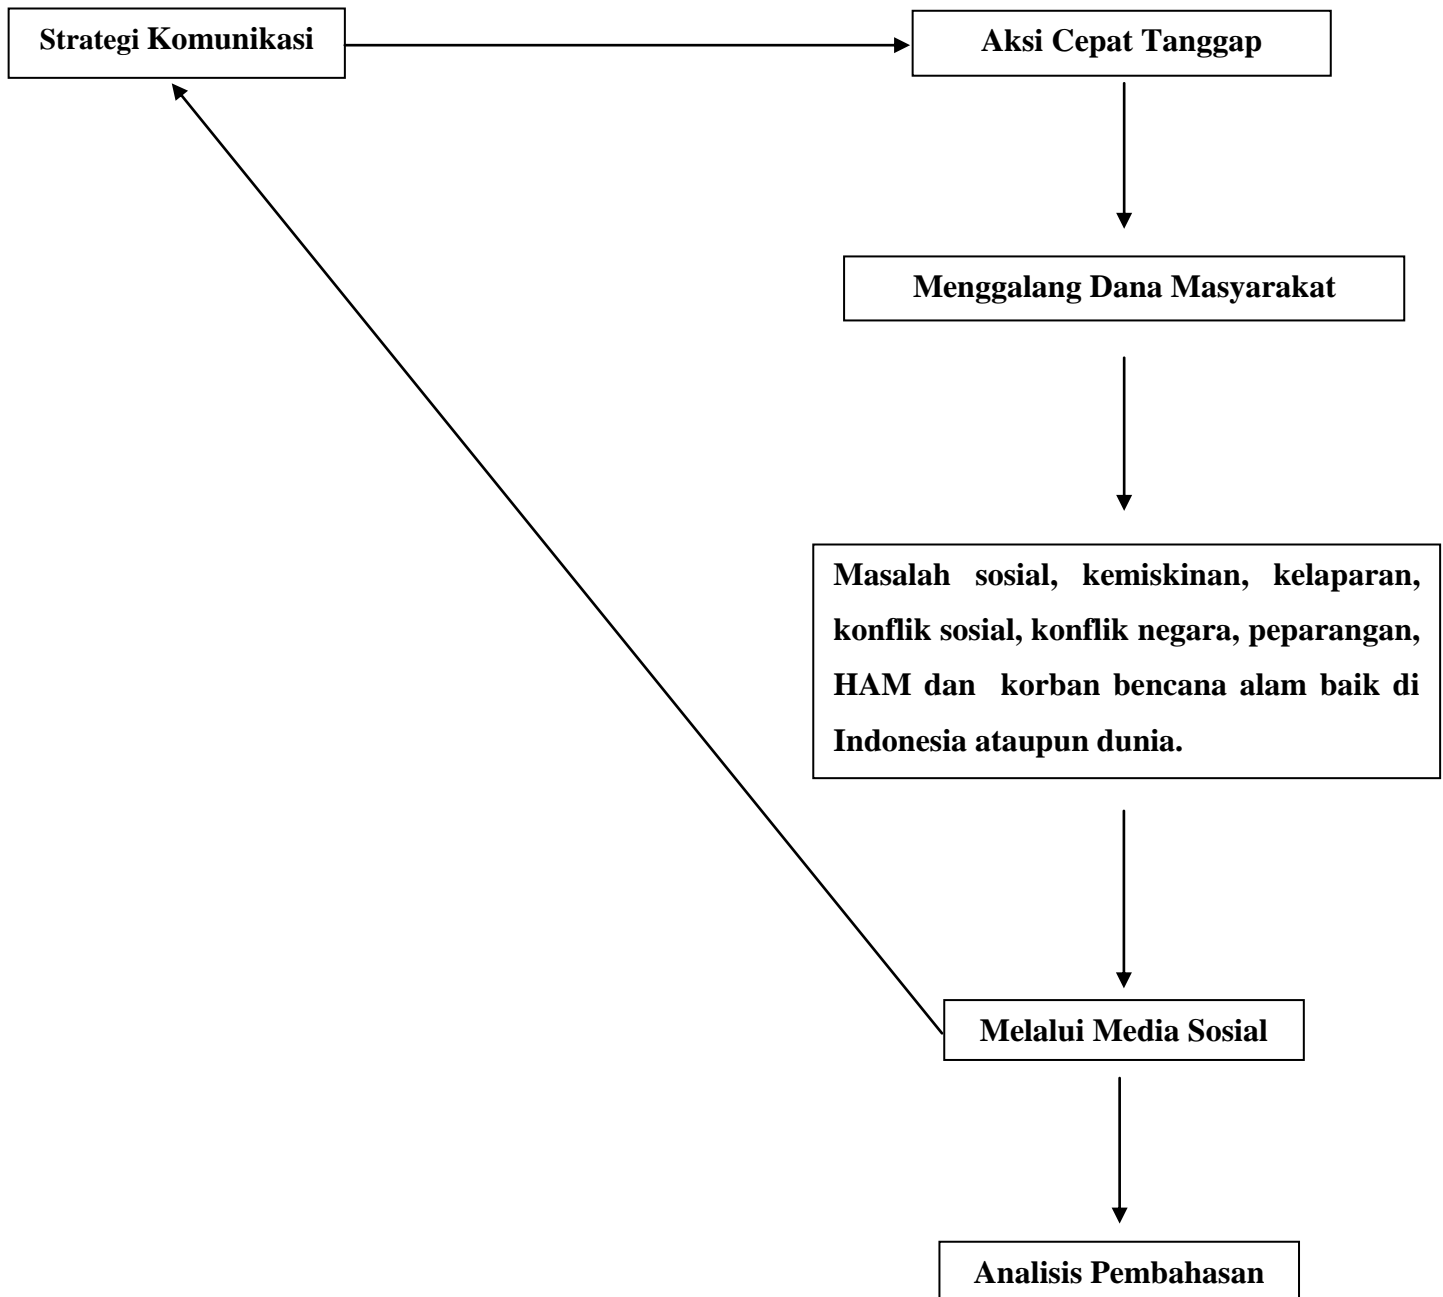 Strategi Komunikasi
Aksi Cepat Tanggap
Menggalang Dana Masyarakat
Masalah sosial, kemiskinan, kelaparan,
konflik sosial, konflik negara, peparangan,
HAM dan korban bencana alam baik di
Indonesia ataupun dunia.
Melalui Media Sosial
Analisis Pembahasan